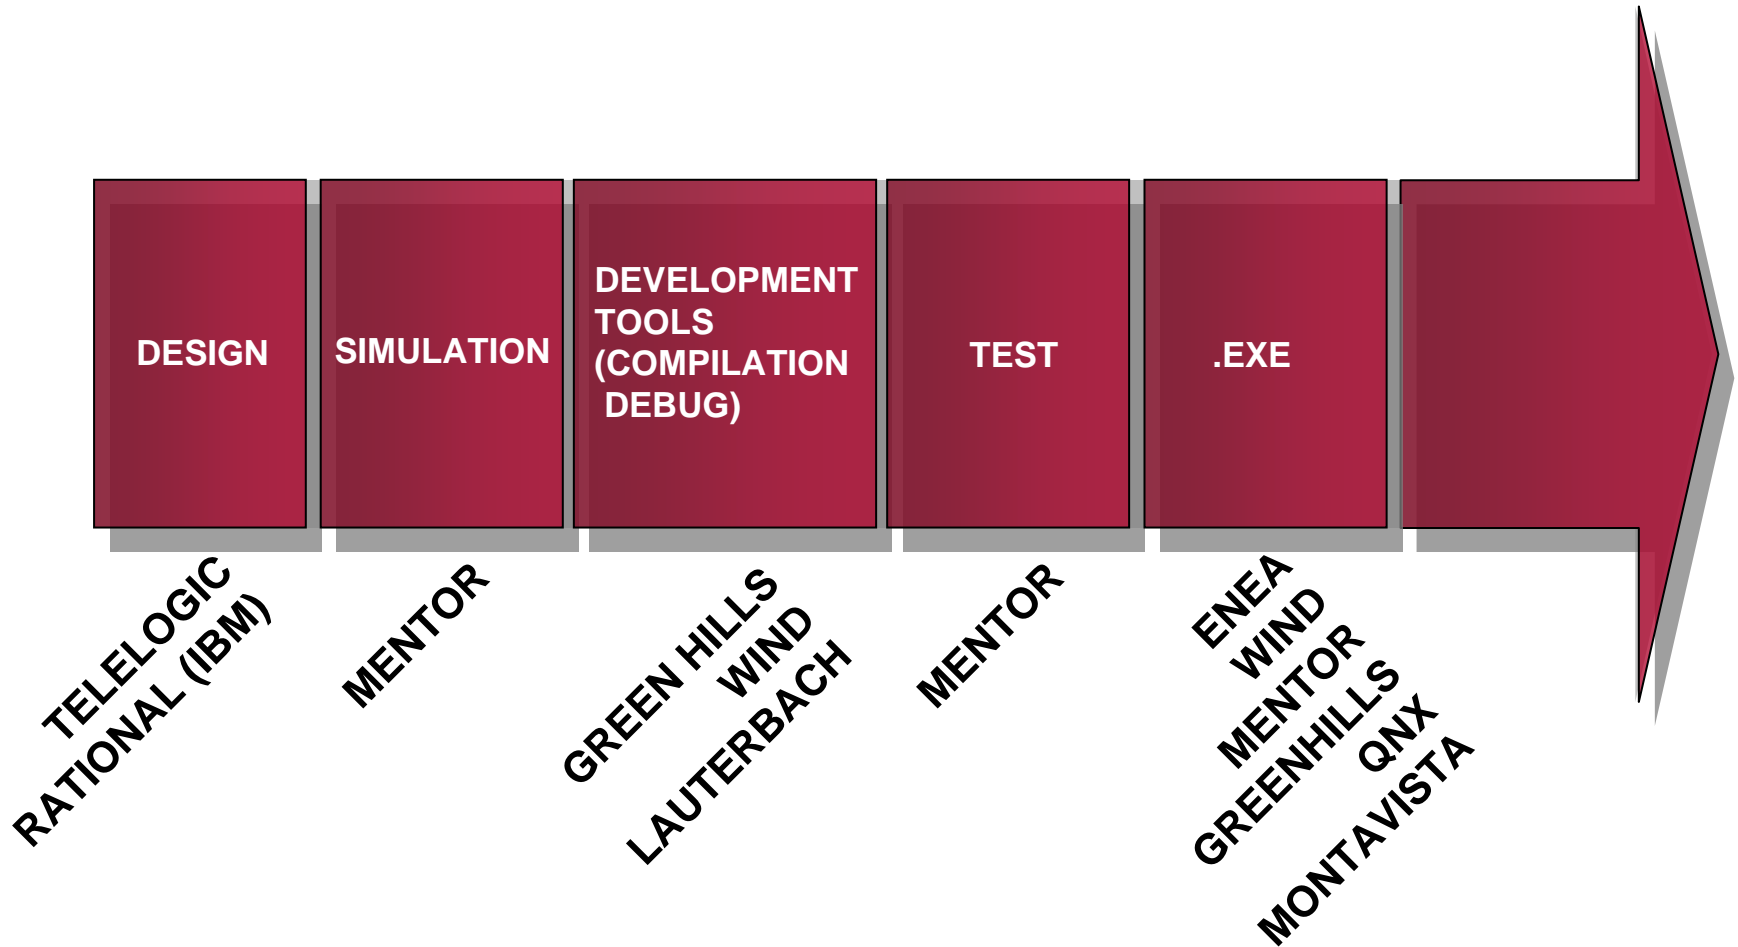 DESIGN
SIMULATION
DEVELOPMENT
TOOLS
(COMPILATION
DEBUG)
TEST
.EXE
TELELOGIC
RATIONAL (IBM)
MENTOR
GREEN HILLS
WIND
LAUTERBACH
MENTOR
ENEA
WIND
MENTOR
GREENHILLS
QNX
MONTAVISTA